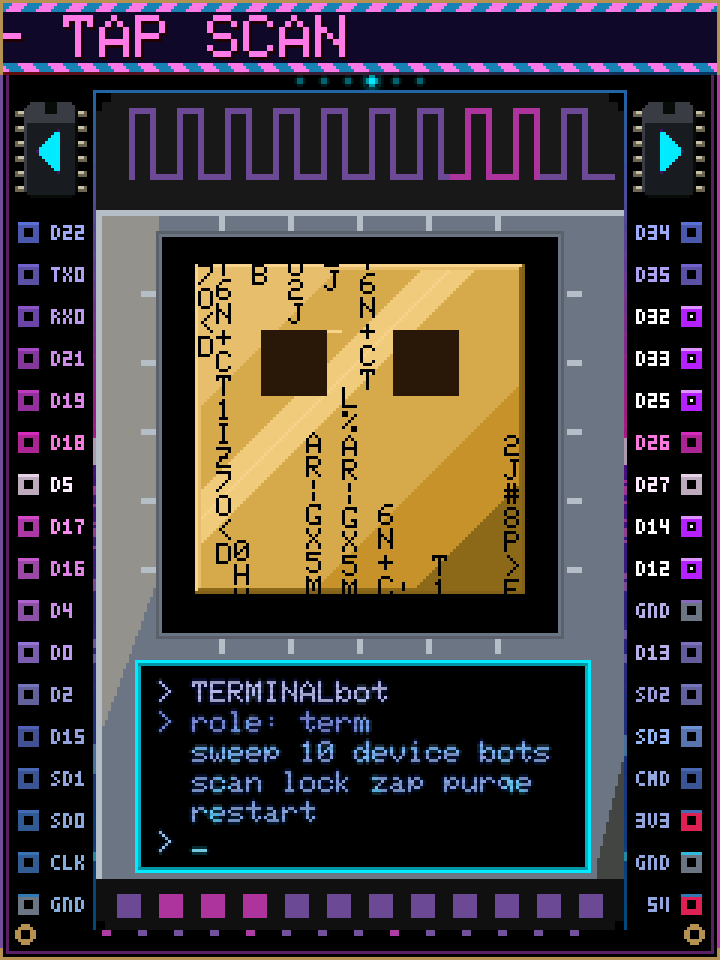 - TAP SCAN
D22
TX0
RX0
D21
D19
D18
D5
D17
D16
D4
D0
D2
D15
SD1
SD0
CLK
GND
D34
D35
D32
D33
D25
D26
D27
D14
D12
GND
D13
SD2
SD3
CMD
3V3
GND
5V
> TERMINALbot
> role: term
sweep 10 device bots
scan lock zap purge
restart
> _